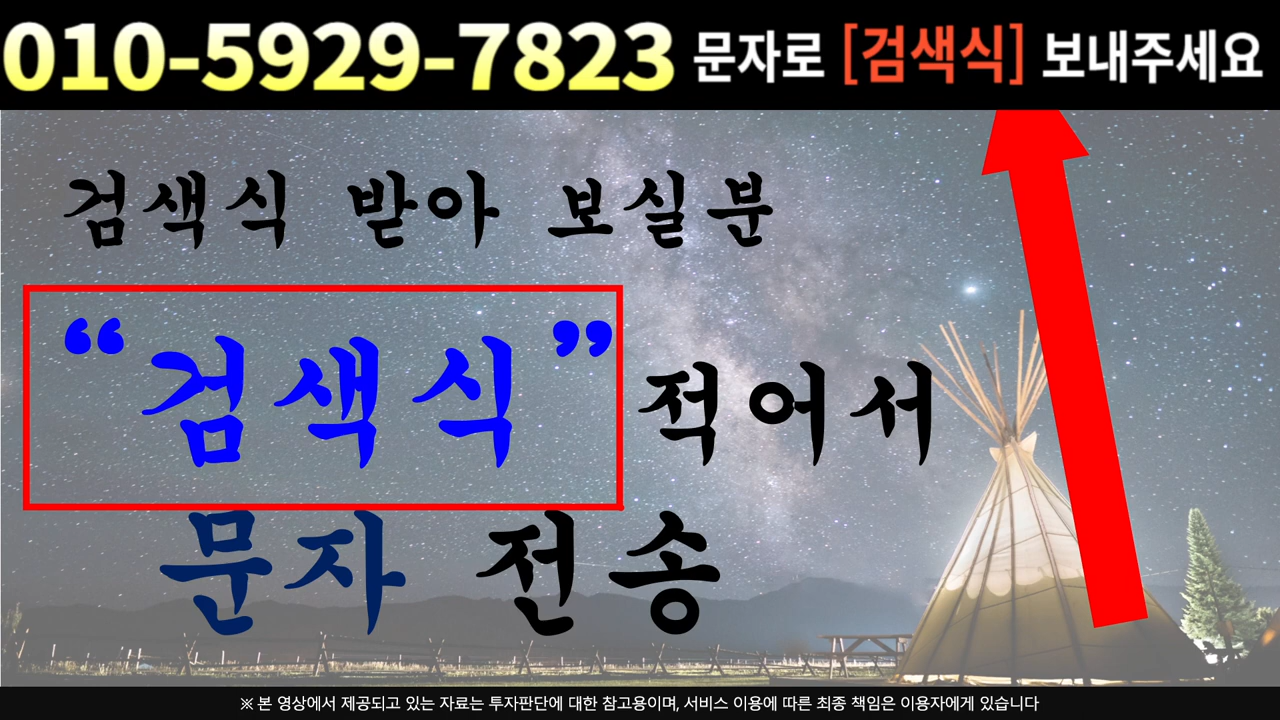 010-5929-7823 문자로 [검색식] 보내주세요
검색식 받아 보실분
“검색식” 적어서
문자 전송
※ 본 영상에서 제공되고 있는 자료는 투자판단에 대한 참고용이며, 서비스 이용에 따른 최종 책임은 이용자에게 있습니다